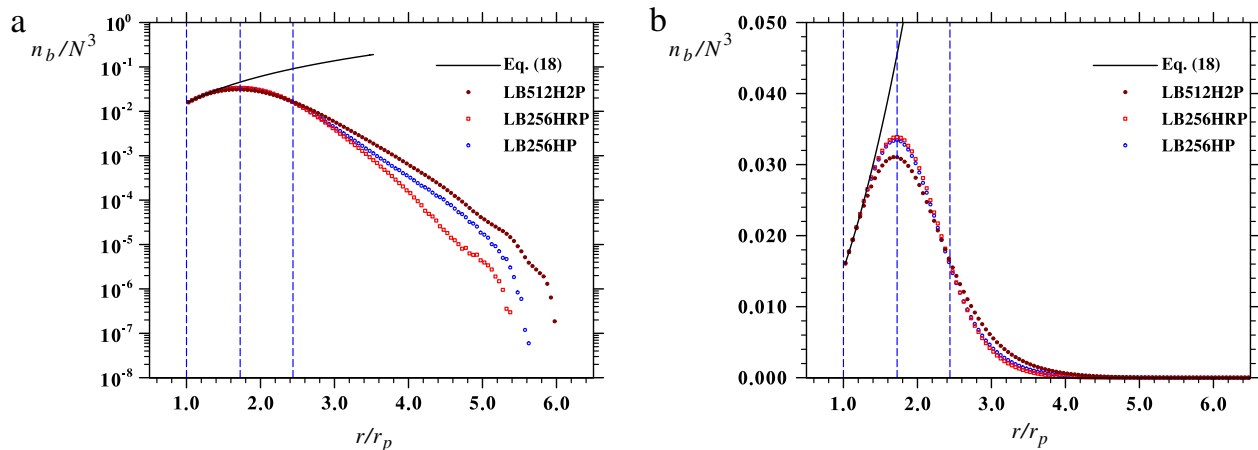 a
n_b/N^3
10^0
10^-1
10^-2
10^-3
10^-4
10^-5
10^-6
10^-7
10^-8
1.0 2.0 3.0 4.0 5.0 6.0
r/r_p
Eq. (18)
LB512H2P
LB256HRP
LB256HP
b
n_b/N^3
0.050
0.040
0.030
0.020
0.010
0.000
1.0 2.0 3.0 4.0 5.0 6.0
r/r_p
Eq. (18)
LB512H2P
LB256HRP
LB256HP